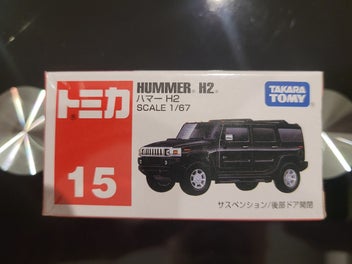 トミカ
15
HUMMER® H2®
ハマー H2
SCALE 1/67
TAKARA
TOMY
サスペンション/後部ドア開閉